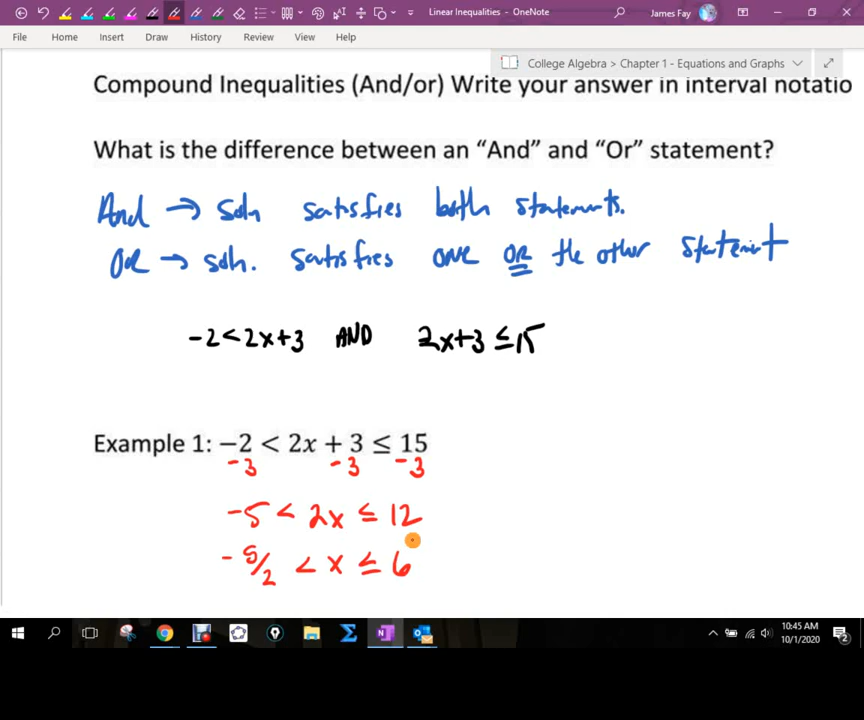 Linear Inequalities - OneNote
James Fay
File Home Insert Draw History Review View Help
College Algebra > Chapter 1 - Equations and Graphs
Compound Inequalities (And/or) Write your answer in interval notatio
What is the difference between an “And” and “Or” statement?
And → soln satisfies both statements.
OR → soln. satisfies one OR the other statement
-2<2x+3 AND 2x+3 ≤15
Example 1: −2 < 2x + 3 ≤ 15
-3 -3 -3
-5 < 2x ≤ 12
-5/2 < x ≤ 6
10:45 AM
10/1/2020
2